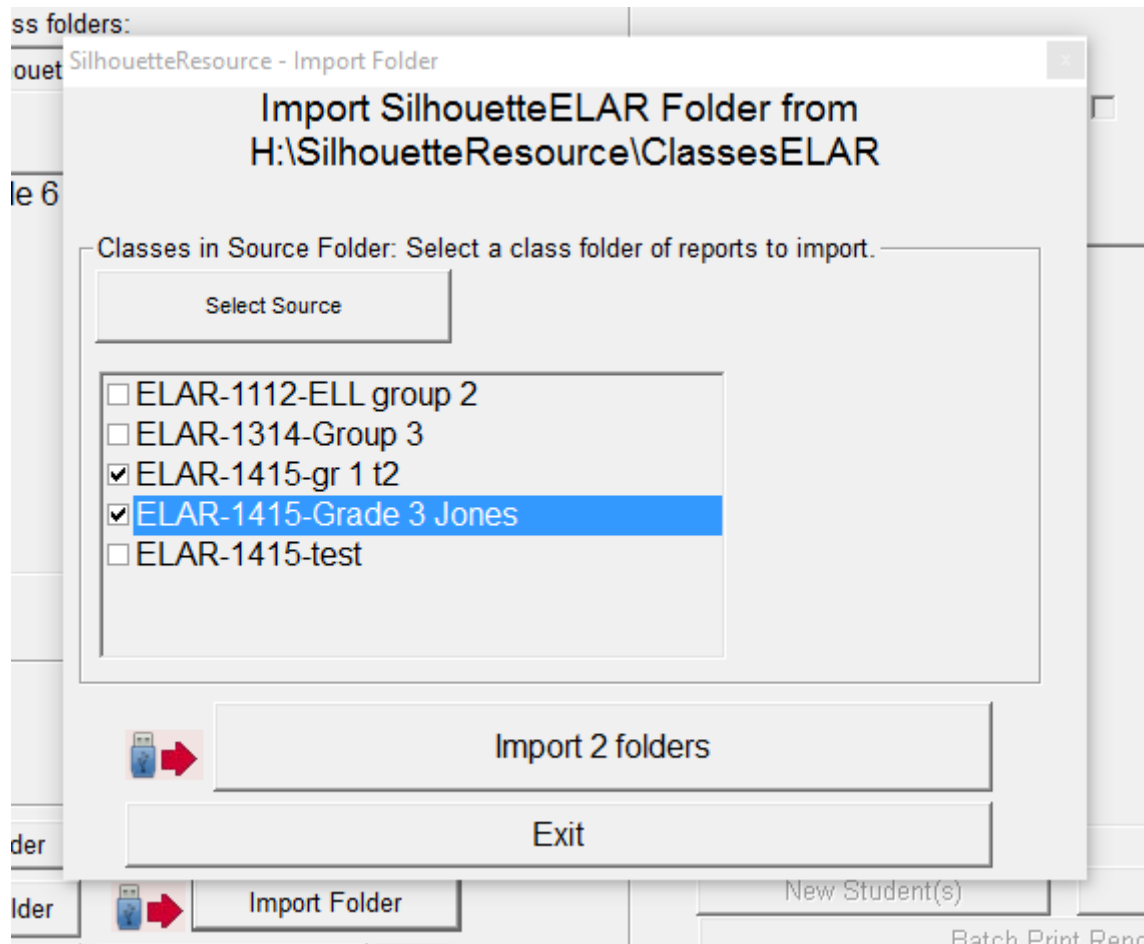 ss folders:
SilhouetteResource - Import Folder
x
ouet
Import SilhouetteELAR Folder from
H:\SilhouetteResource\ClassesELAR
le 6
Classes in Source Folder: Select a class folder of reports to import.
Select Source
ELAR-1112-ELL group 2
ELAR-1314-Group 3
ELAR-1415-gr 1 t2
ELAR-1415-Grade 3 Jones
ELAR-1415-test
Import 2 folders
Exit
der
lder
Import Folder
New Student(s)
Batch Print Repo